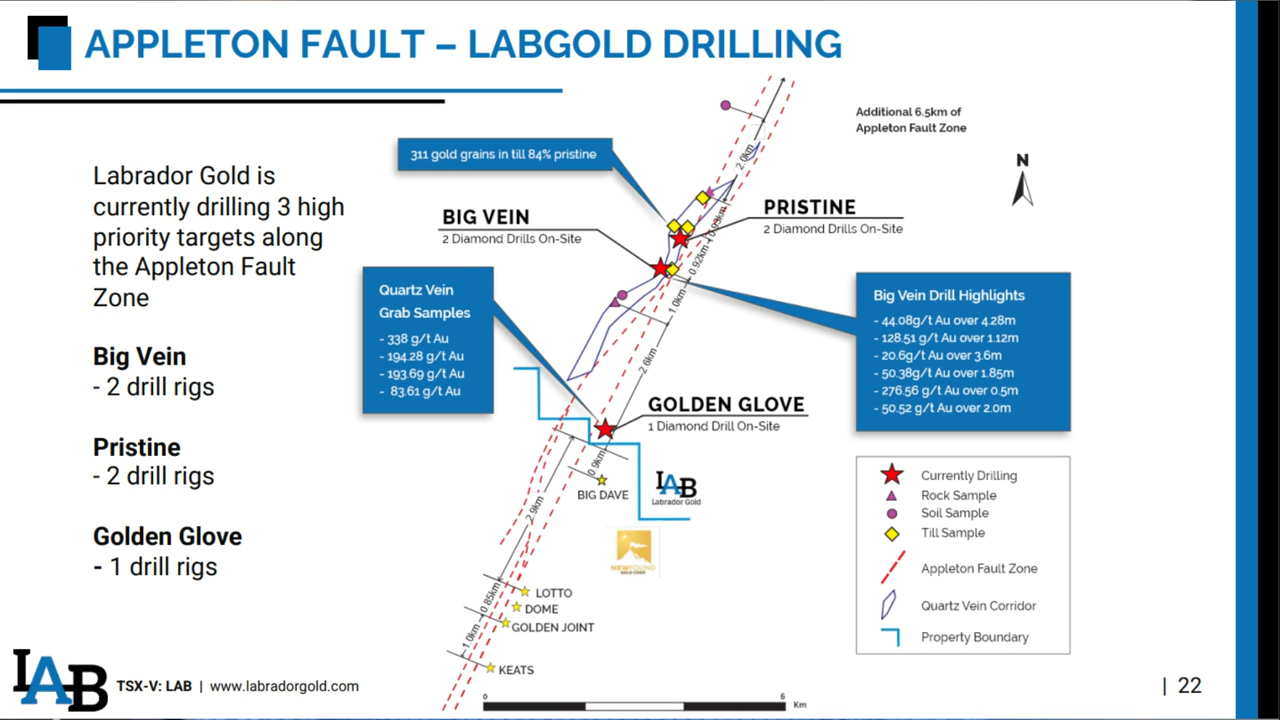 APPLETON FAULT – LABGOLD DRILLING
Labrador Gold is
currently drilling 3 high
priority targets along
the Appleton Fault
Zone
Big Vein
- 2 drill rigs
Pristine
- 2 drill rigs
Golden Glove
- 1 drill rigs
311 gold grains in till 84% pristine
BIG VEIN
2 Diamond Drills On-Site
Quartz Vein
Grab Samples
- 338 g/t Au
- 194.28 g/t Au
- 193.69 g/t Au
- 83.61 g/t Au
Additional 6.5km of
Appleton Fault Zone
N
PRISTINE
2 Diamond Drills On-Site
Big Vein Drill Highlights
- 44.08g/t Au over 4.28m
- 128.51 g/t Au over 1.12m
- 20.6g/t Au over 3.6m
- 50.38g/t Au over 1.85m
- 276.56 g/t Au over 0.5m
- 50.52 g/t Au over 2.0m
2.0km
0.92km
1.0km
2.6km
GOLDEN GLOVE
1 Diamond Drill On-Site
0.9km
BIG DAVE
LAB
Labrador Gold
NEWFOUND
GOLD CORP
2.9km
0.85km
1.0km
LOTTO
DOME
GOLDEN JOINT
KEATS
Currently Drilling
Rock Sample
Soil Sample
Till Sample
Appleton Fault Zone
Quartz Vein Corridor
Property Boundary
0 6
Km
LAB
TSX-V: LAB | www.labradorgold.com
| 22